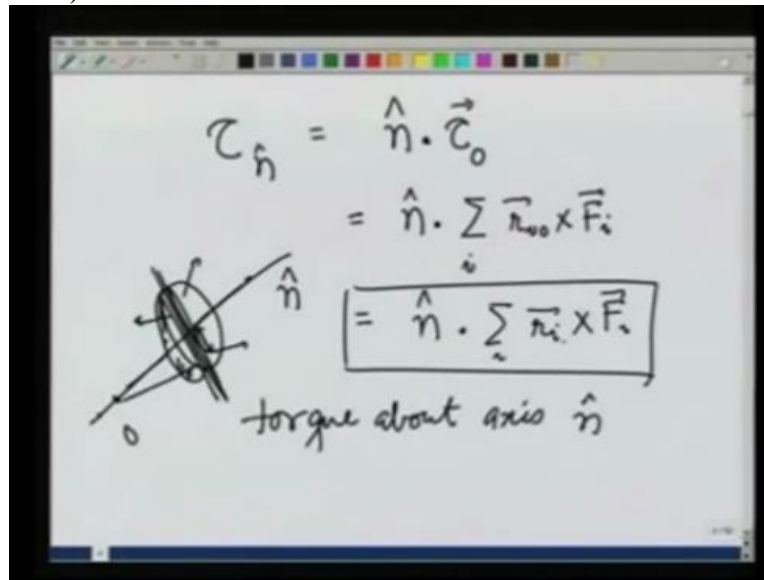 τ_n̂ = n̂ · τ⃗_0
= n̂ · Σ_i r⃗_i0 × F⃗_i
n̂
= n̂ · Σ_i r⃗_i × F⃗_i
0
torque about axis n̂